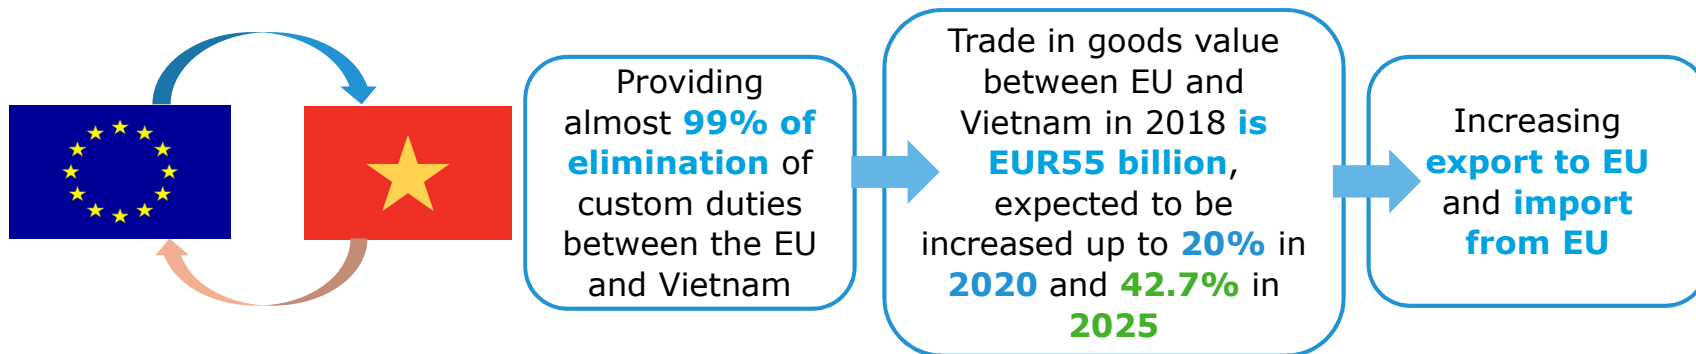 Providing
almost 99% of
elimination of
custom duties
between the EU
and Vietnam
Trade in goods value
between EU and
Vietnam in 2018 is
EUR55 billion,
expected to be
increased up to 20% in
2020 and 42.7% in
2025
Increasing
export to EU
and import
from EU